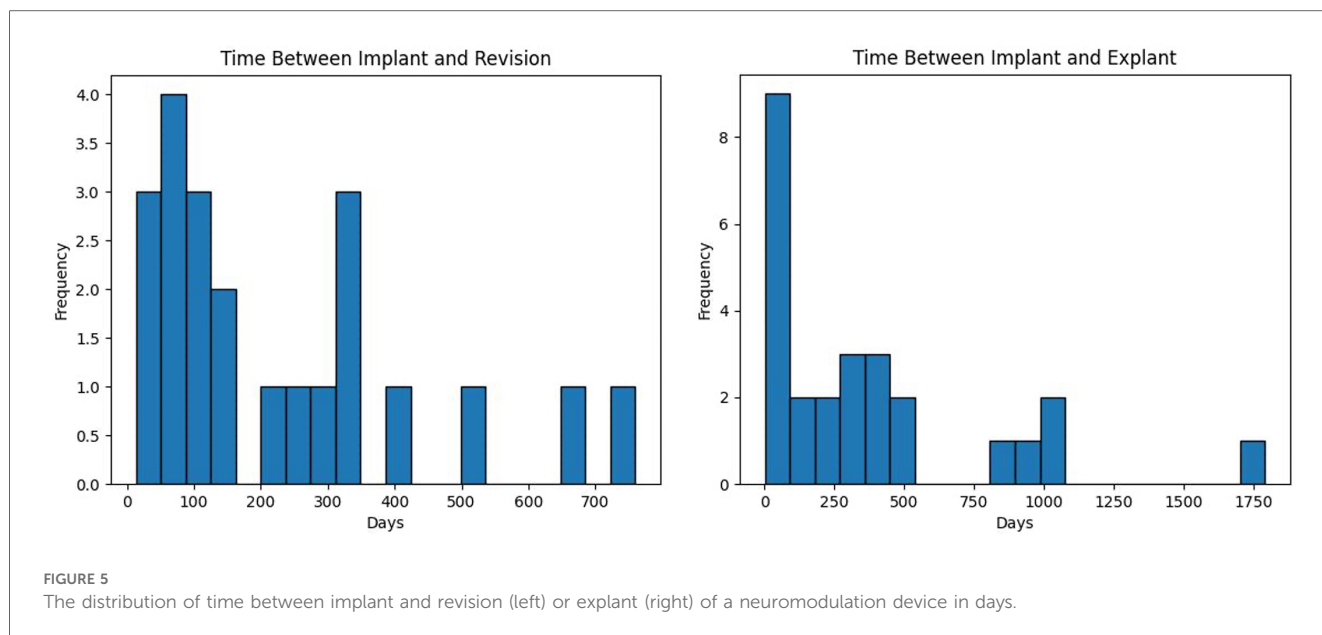 Time Between Implant and Revision
4.0
3.5
3.0
2.5
2.0
1.5
1.0
0.5
0.0
Frequency
0 100 200 300 400 500 600 700
Days
Time Between Implant and Explant
8
6
4
2
0
Frequency
0 250 500 750 1000 1250 1500 1750
Days
FIGURE 5
The distribution of time between implant and revision (left) or explant (right) of a neuromodulation device in days.